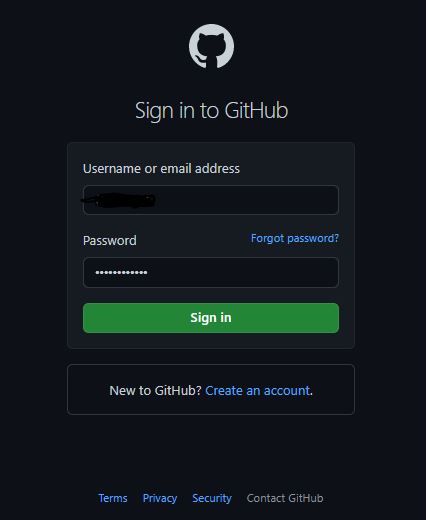 Sign in to GitHub
Username or email address
Password Forgot password?
••••••••••••
Sign in
New to GitHub? Create an account.
Terms Privacy Security Contact GitHub